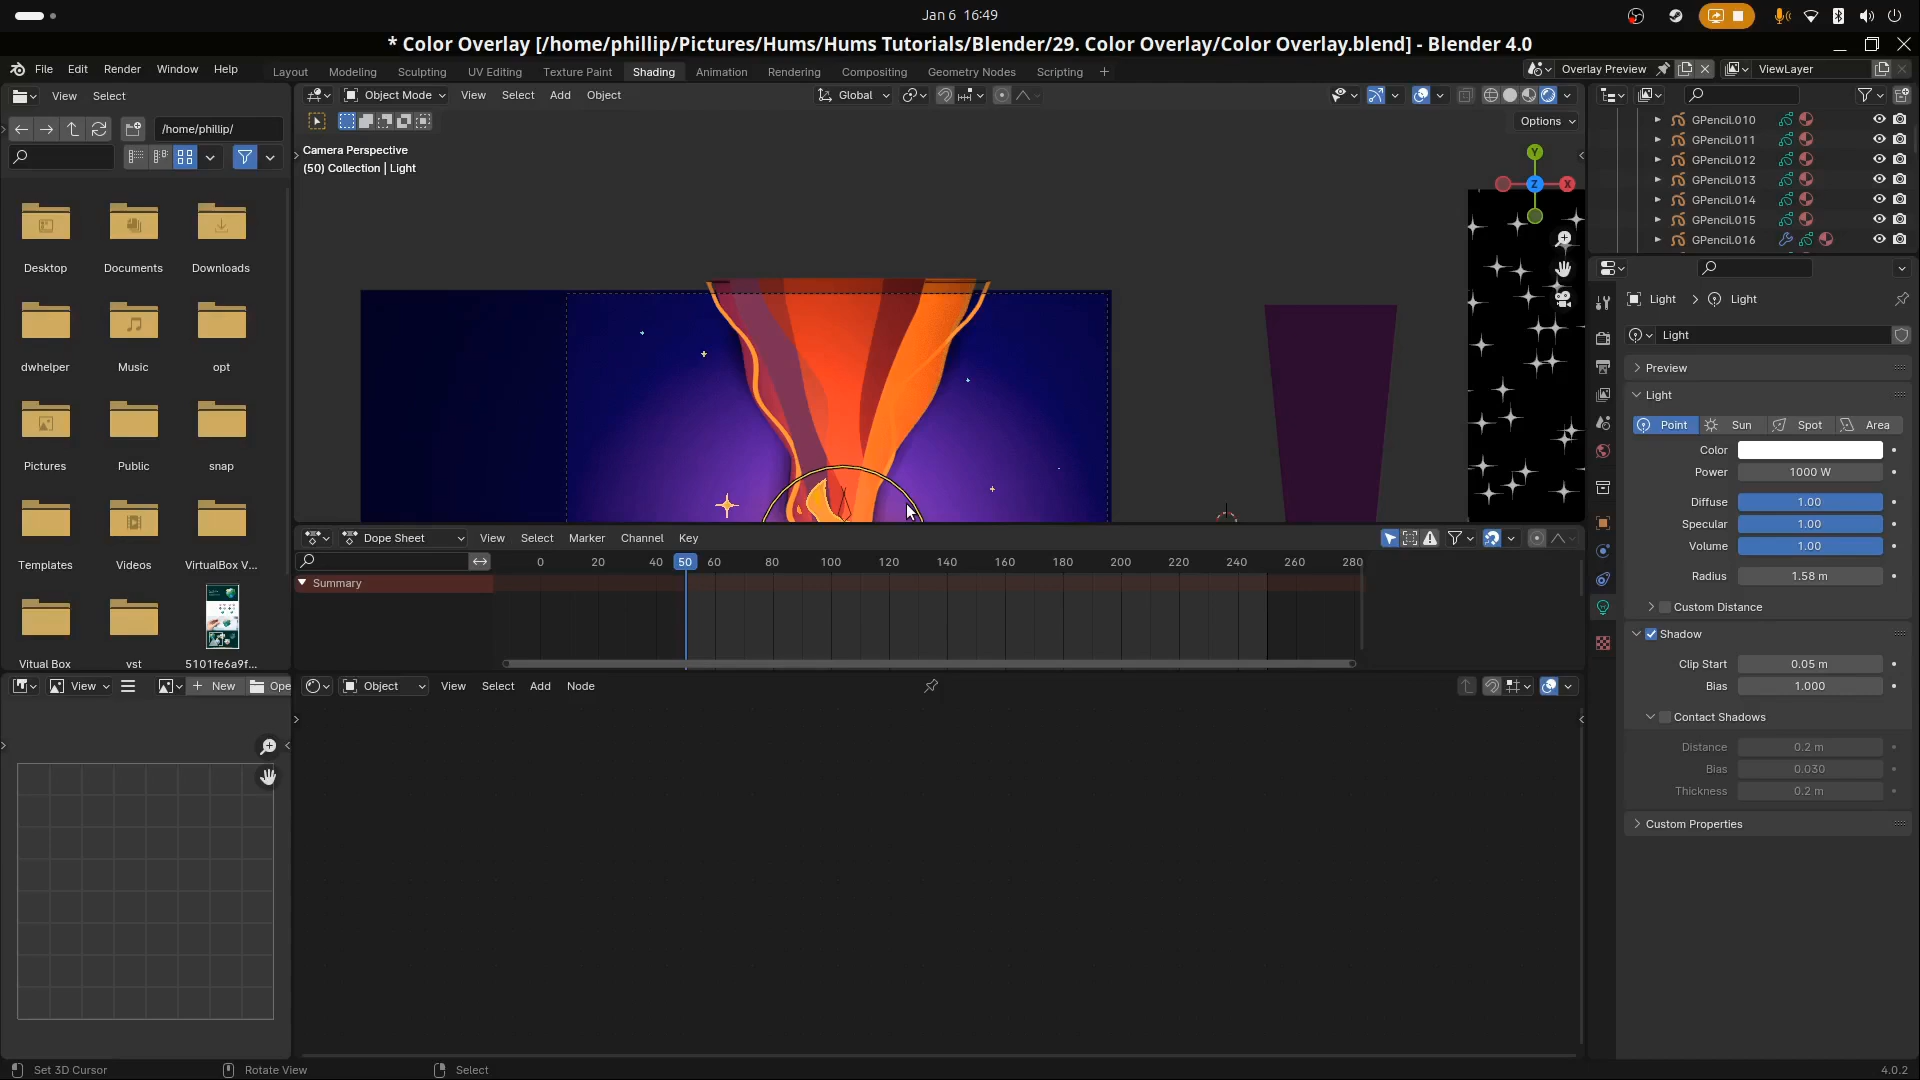 Jan 6 16:49
* Color Overlay [/home/phillip/Pictures/Hums/Hums Tutorials/Blender/29. Color Overlay/Color Overlay.blend] - Blender 4.0
File Edit Render Window Help
Layout Modeling Sculpting UV Editing Texture Paint Shading Animation Rendering Compositing Geometry Nodes Scripting +
Overlay Preview
ViewLayer
View Select
/home/phillip/
Desktop Documents Downloads
dwhelper Music opt
Pictures Public snap
Templates Videos VirtualBox V...
Vitual Box vst 5101fe6a9f...
Object Mode View Select Add Object
Global
Options
Camera Perspective
(50) Collection | Light
Y
Z
X
GPencil.010
GPencil.011
GPencil.012
GPencil.013
GPencil.014
GPencil.015
GPencil.016
Dope Sheet View Select Marker Channel Key
0 20 40 50 60 80 100 120 140 160 180 200 220 240 260 280
Summary
View + New Ope
Object View Select Add Node
Light > Light
Light
Preview
Light
Point Sun Spot Area
Color
Power 1000 W
Diffuse 1.00
Specular 1.00
Volume 1.00
Radius 1.58 m
Custom Distance
Shadow
Clip Start 0.05 m
Bias 1.000
Contact Shadows
Distance 0.2 m
Bias 0.030
Thickness 0.2 m
Custom Properties
Set 3D Cursor
Rotate View
Select
4.0.2